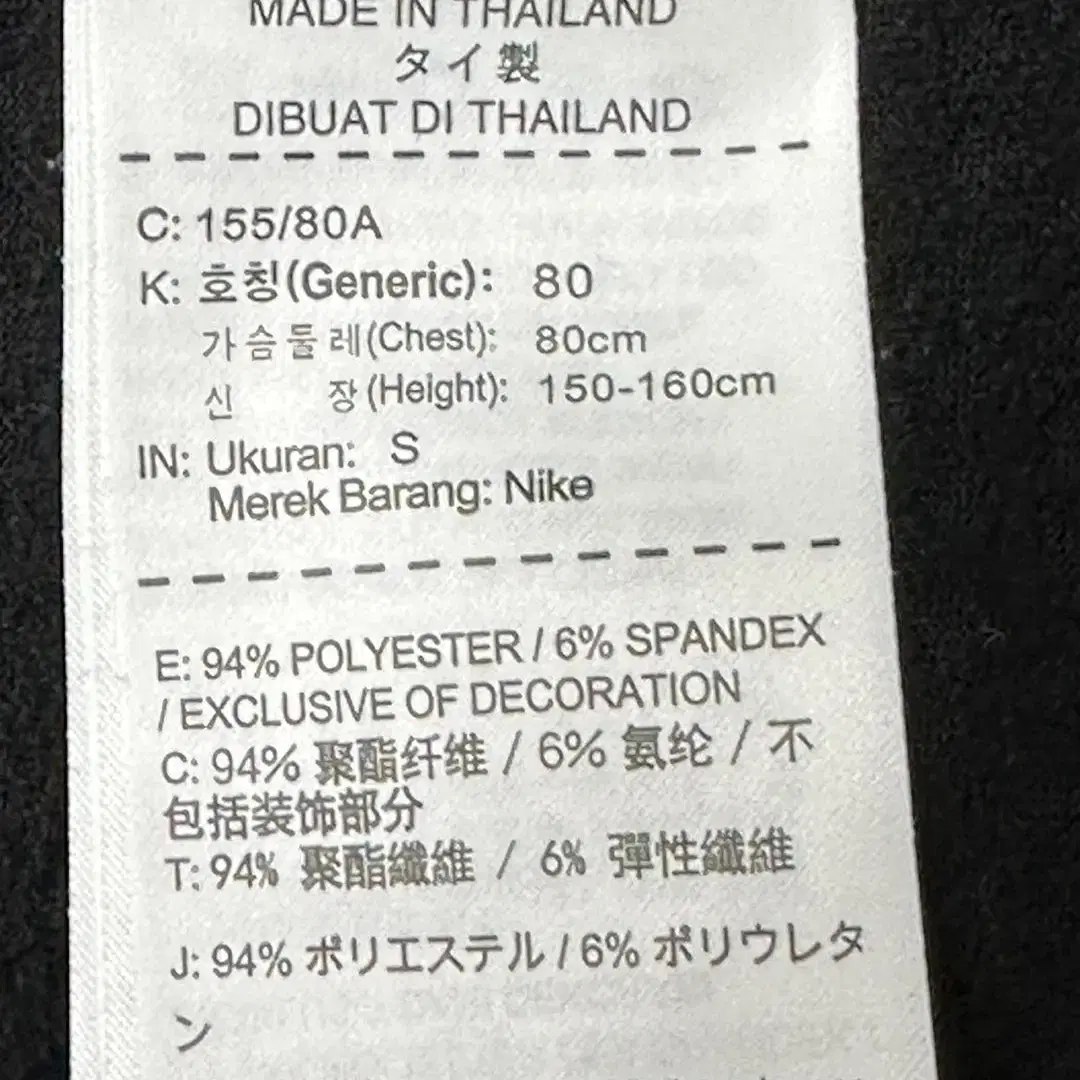 MADE IN THAILAND
タイ製
DIBUAT DI THAILAND
C: 155/80A
K: 호칭(Generic): 80
가슴둘레(Chest): 80cm
신 장(Height): 150-160cm
IN: Ukuran: S
Merek Barang: Nike
E: 94% POLYESTER / 6% SPANDEX
/ EXCLUSIVE OF DECORATION
C: 94% 聚酯纤维 / 6% 氨纶 / 不
包括装饰部分
T: 94% 聚酯纖維 / 6% 彈性纖維
J: 94% ポリエステル / 6% ポリウレタ
ン